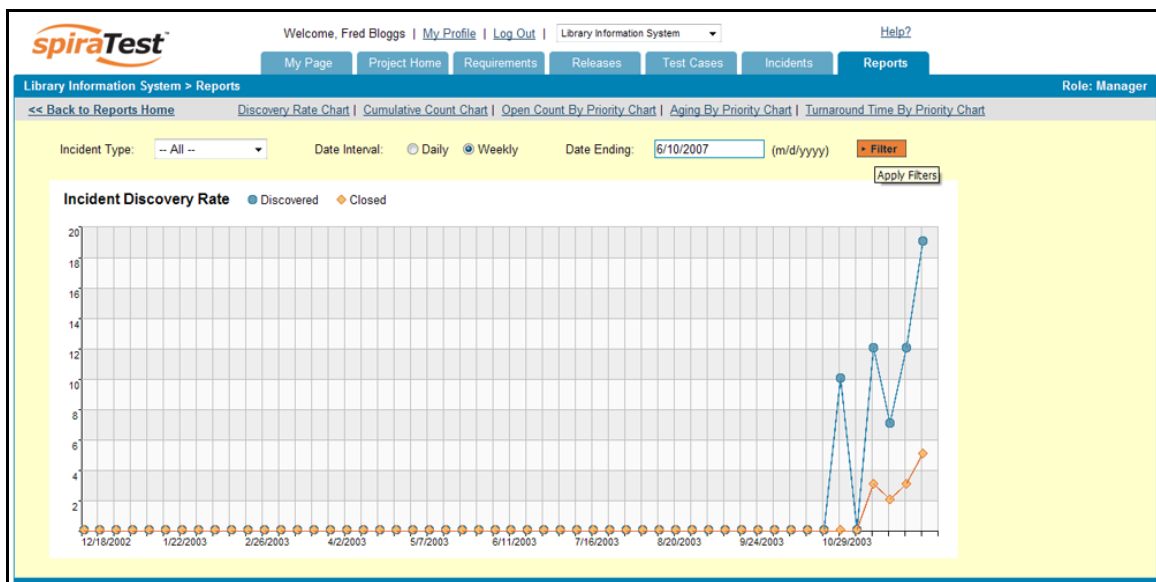 spiraTest™
Welcome, Fred Bloggs | My Profile | Log Out | Library Information System Help?
My Page Project Home Requirements Releases Test Cases Incidents Reports
Library Information System > Reports Role: Manager
<< Back to Reports Home Discovery Rate Chart | Cumulative Count Chart | Open Count By Priority Chart | Aging By Priority Chart | Turnaround Time By Priority Chart
Incident Type: -- All -- Date Interval: Daily Weekly Date Ending: 6/10/2007 (m/d/yyyy) Filter
Apply Filters
Incident Discovery Rate Discovered Closed
20
18
16
14
12
10
8
6
4
2
12/18/2002 1/22/2003 2/26/2003 4/2/2003 5/7/2003 6/11/2003 7/16/2003 8/20/2003 9/24/2003 10/29/2003